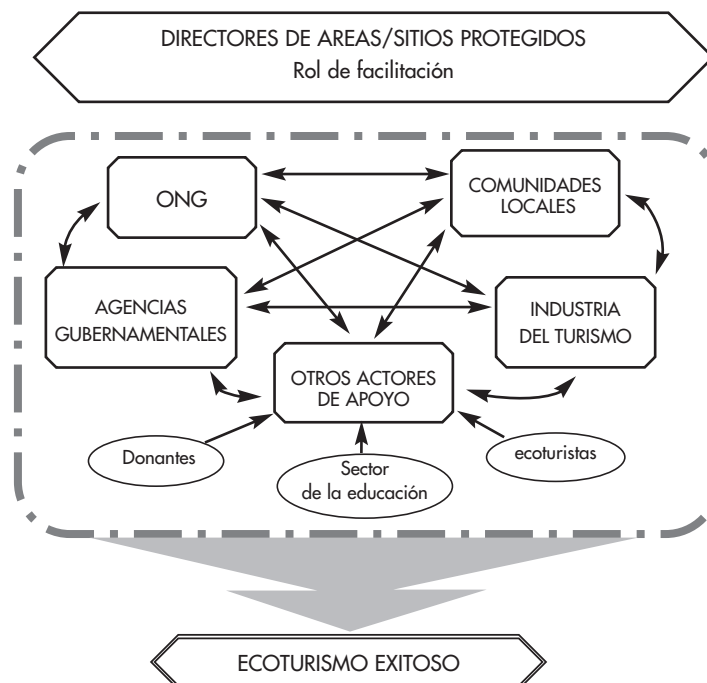 DIRECTORES DE AREAS/SITIOS PROTEGIDOS
Rol de facilitación
ONG
COMUNIDADES
LOCALES
AGENCIAS
GUBERNAMENTALES
INDUSTRIA
DEL TURISMO
OTROS ACTORES
DE APOYO
Donantes
Sector
de la educación
ecoturistas
ECOTURISMO EXITOSO